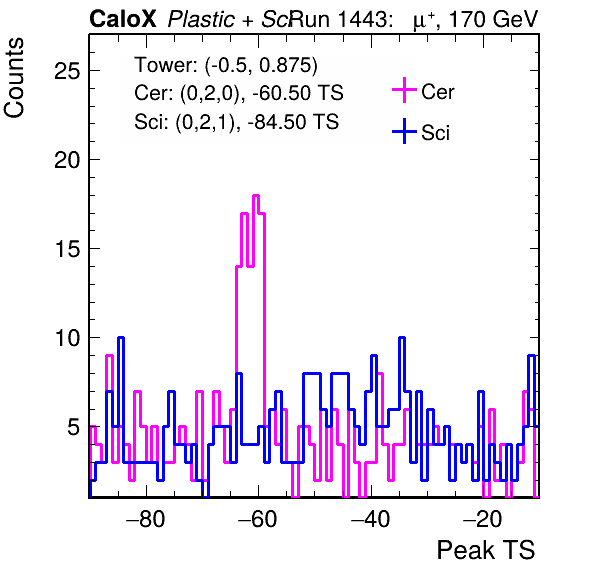 CaloX Plastic + Sci Run 1443: μ⁺, 170 GeV
Counts
Tower: (-0.5, 0.875)
Cer: (0,2,0), -60.50 TS
Sci: (0,2,1), -84.50 TS
Cer
Sci
25
20
15
10
5
−80 −60 −40 −20
Peak TS